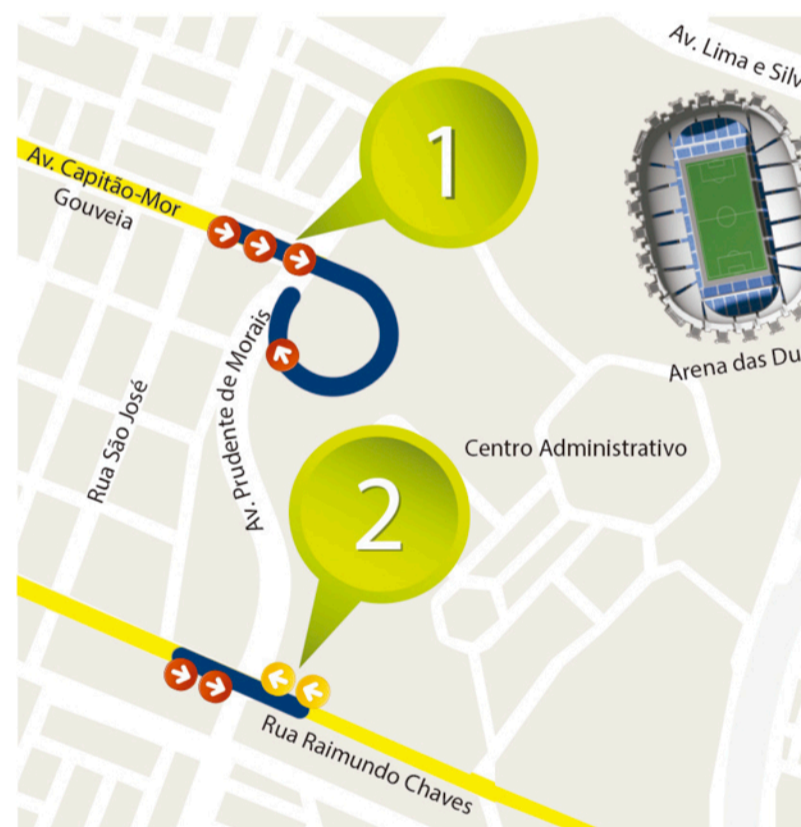 Av. Lima e Silv
1
Av. Capitão-Mor
Gouveia
Av. Prudente de Morais
Arena das Du
Rua São José
Centro Administrativo
2
Rua Raimundo Chaves